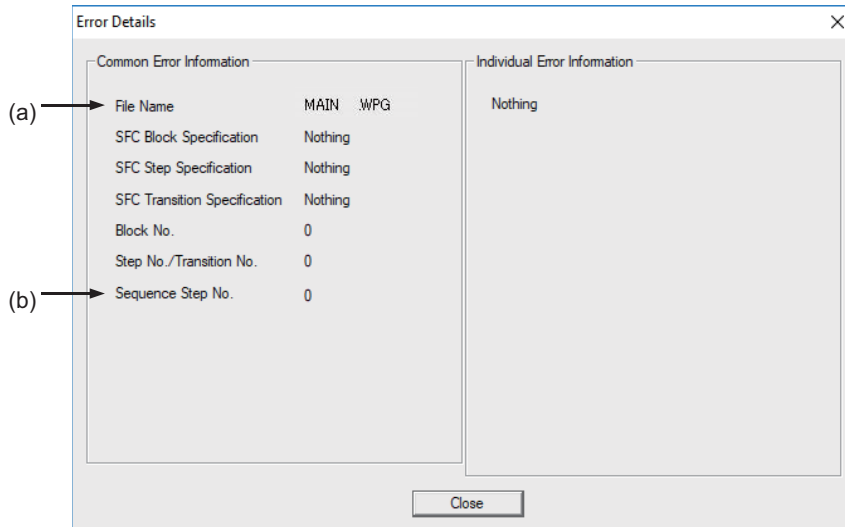 Error Details
Common Error Information
(a)
File Name MAIN .WPG
SFC Block Specification Nothing
SFC Step Specification Nothing
SFC Transition Specification Nothing
Block No. 0
Step No./Transition No. 0
(b)
Sequence Step No. 0
Individual Error Information
Nothing
Close